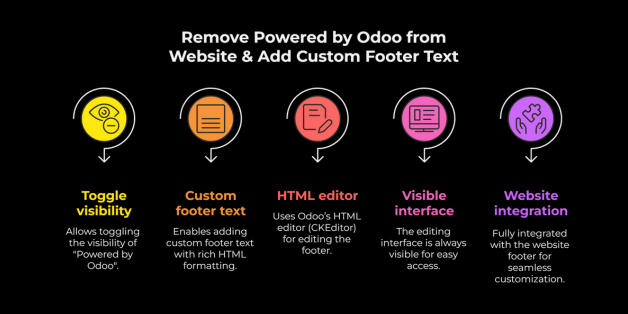 Remove Powered by Odoo from
Website & Add Custom Footer Text
Toggle
visibility
Allows toggling
the visibility of
"Powered by
Odoo".
Custom
footer text
Enables adding
custom footer text
with rich HTML
formatting.
HTML editor
Uses Odoo's HTML
editor (CKEditor)
for editing the
footer.
Visible
interface
The editing
interface is always
visible for easy
access.
Website
integration
Fully integrated
with the website
footer for
seamless
customization.